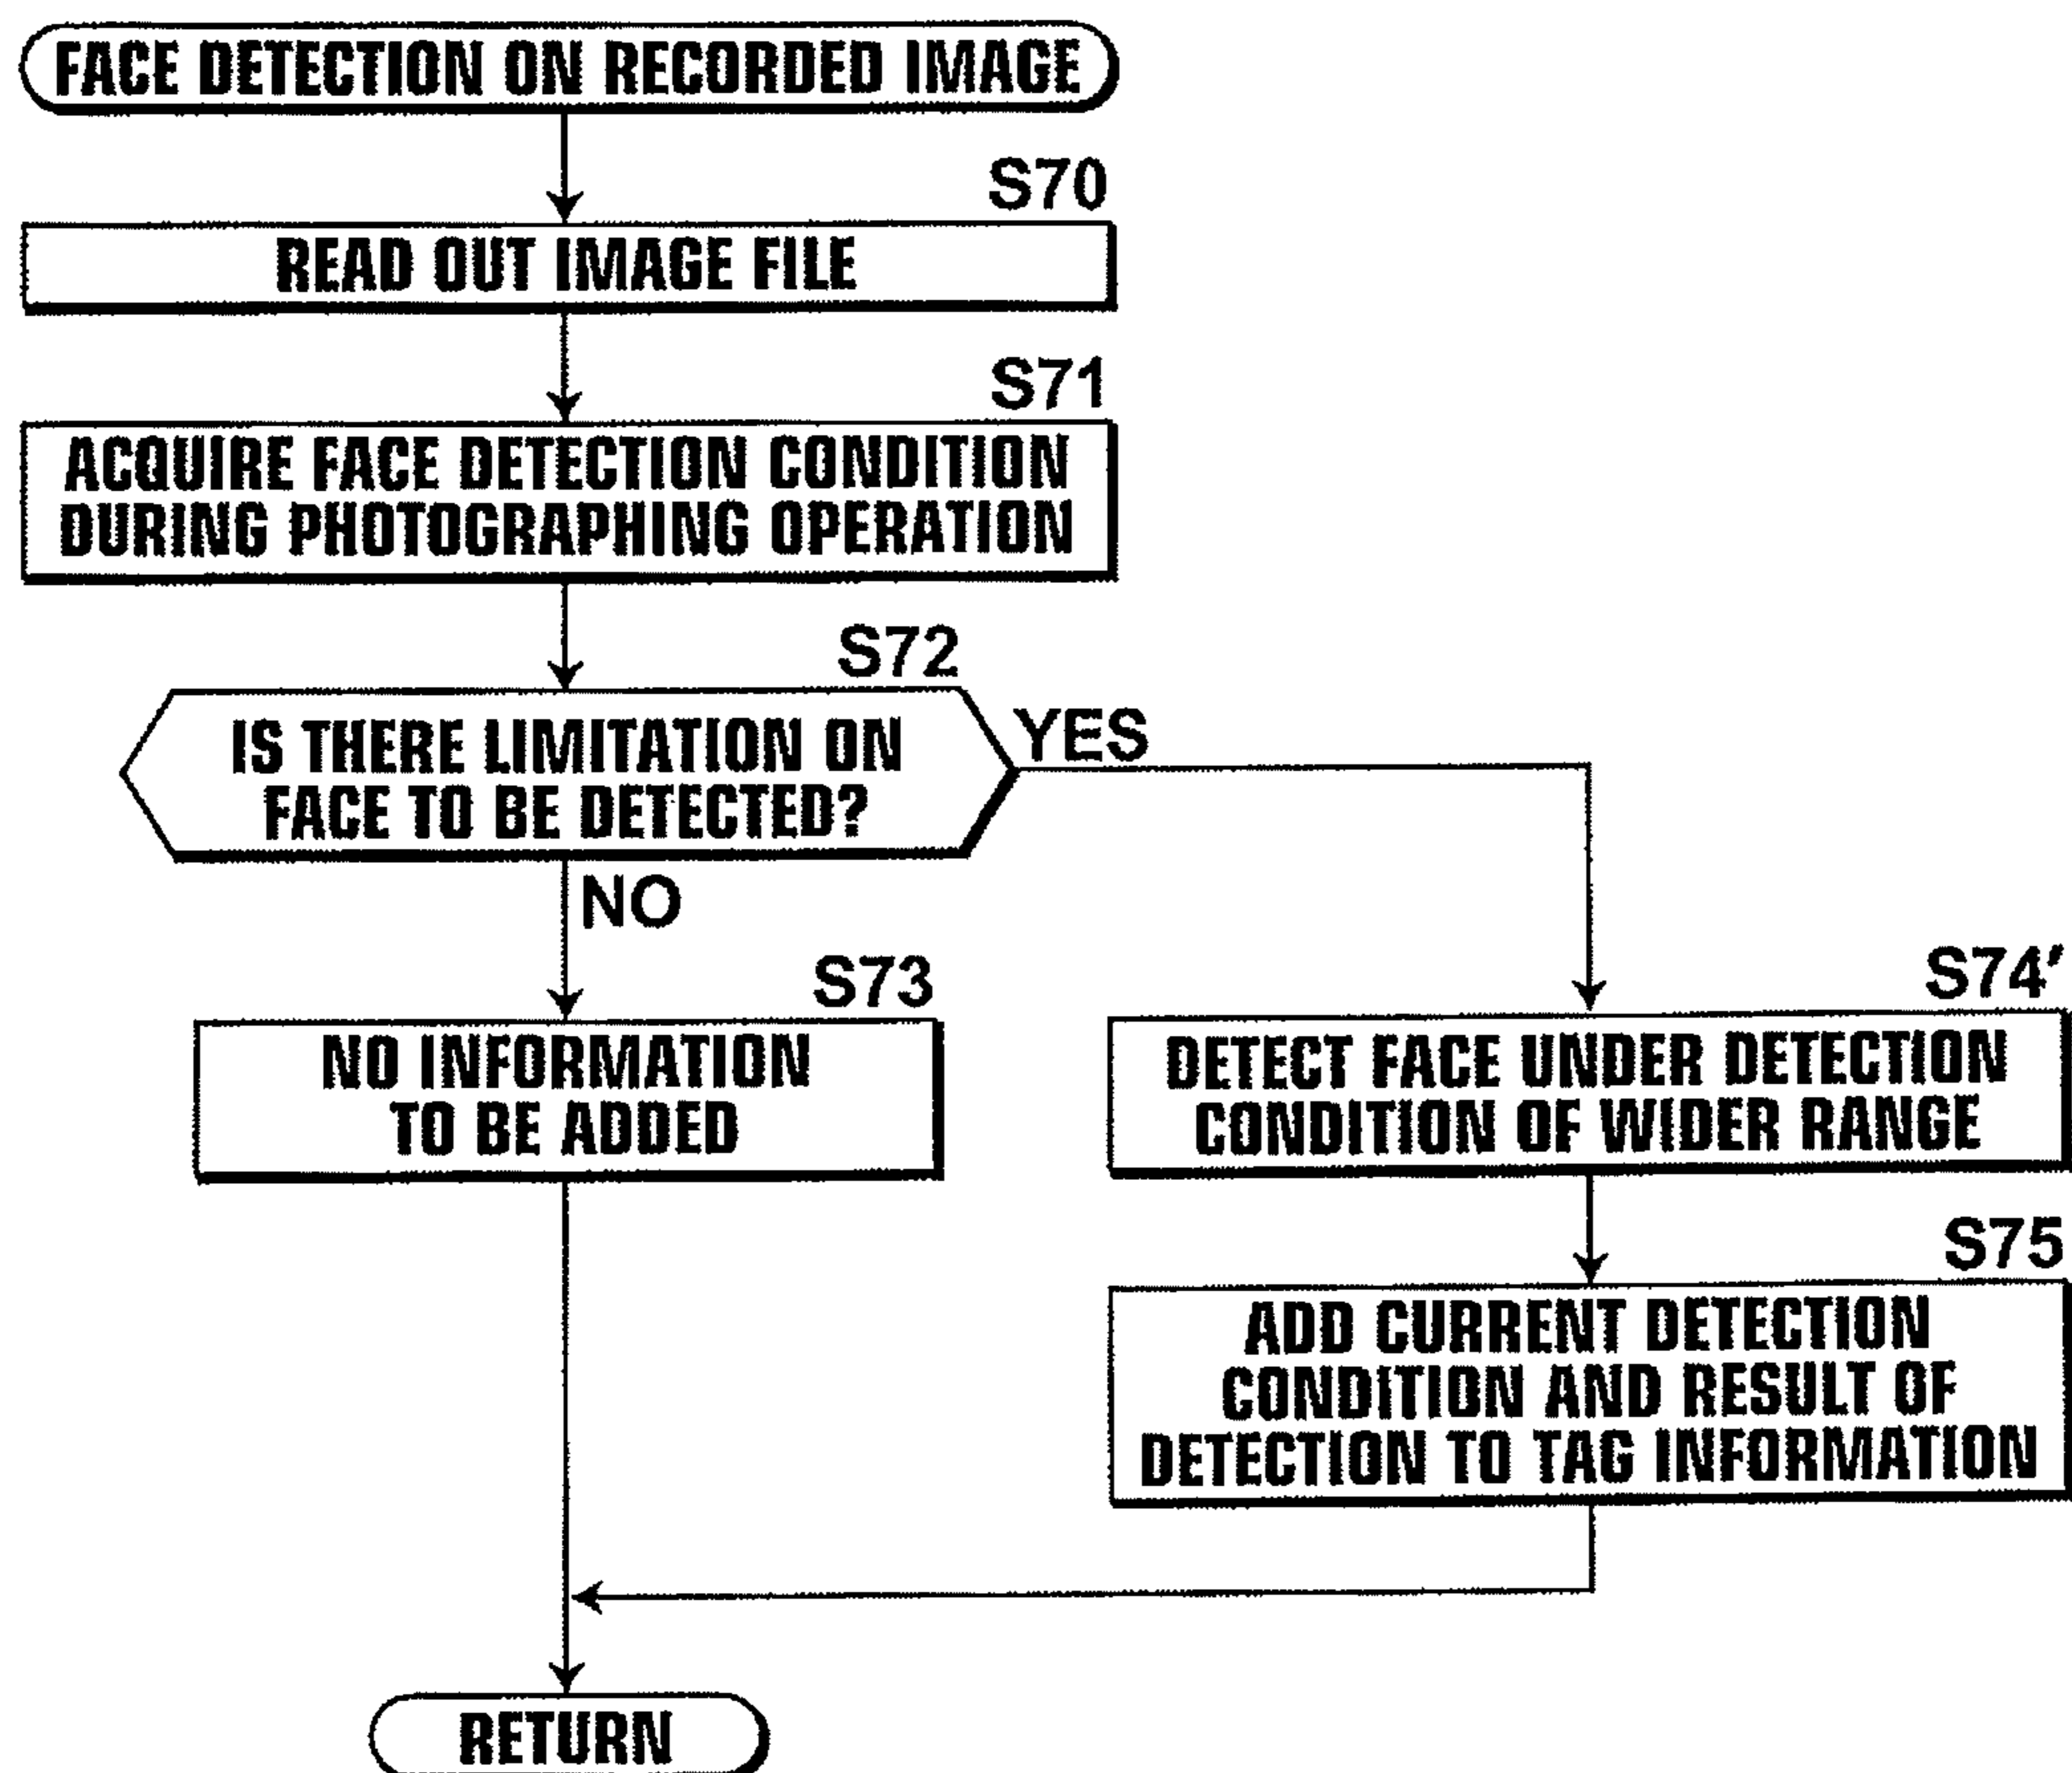 FACE DETECTION ON RECORDED IMAGE
S70
READ OUT IMAGE FILE
S71
ACQUIRE FACE DETECTION CONDITION
DURING PHOTOGRAPHING OPERATION
S72
IS THERE LIMITATION ON
FACE TO BE DETECTED?
YES
NO
S73
NO INFORMATION
TO BE ADDED
S74'
DETECT FACE UNDER DETECTION
CONDITION OF WIDER RANGE
S75
ADD CURRENT DETECTION
CONDITION AND RESULT OF
DETECTION TO TAG INFORMATION
RETURN